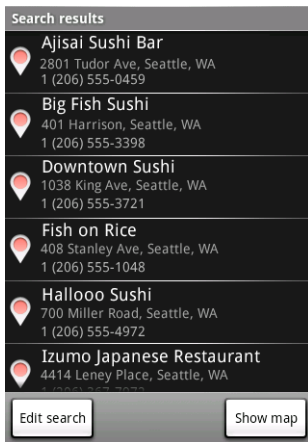 Search results
Ajisai Sushi Bar
2801 Tudor Ave, Seattle, WA
1 (206) 555-0459
Big Fish Sushi
401 Harrison, Seattle, WA
1 (206) 555-3398
Downtown Sushi
1038 King Ave, Seattle, WA
1 (206) 555-3721
Fish on Rice
408 Stanley Ave, Seattle, WA
1 (206) 555-1048
Hallooo Sushi
700 Miller Road, Seattle, WA
1 (206) 555-4972
Izumo Japanese Restaurant
4414 Leney Place, Seattle, WA
1 (206)
Edit search
Show map